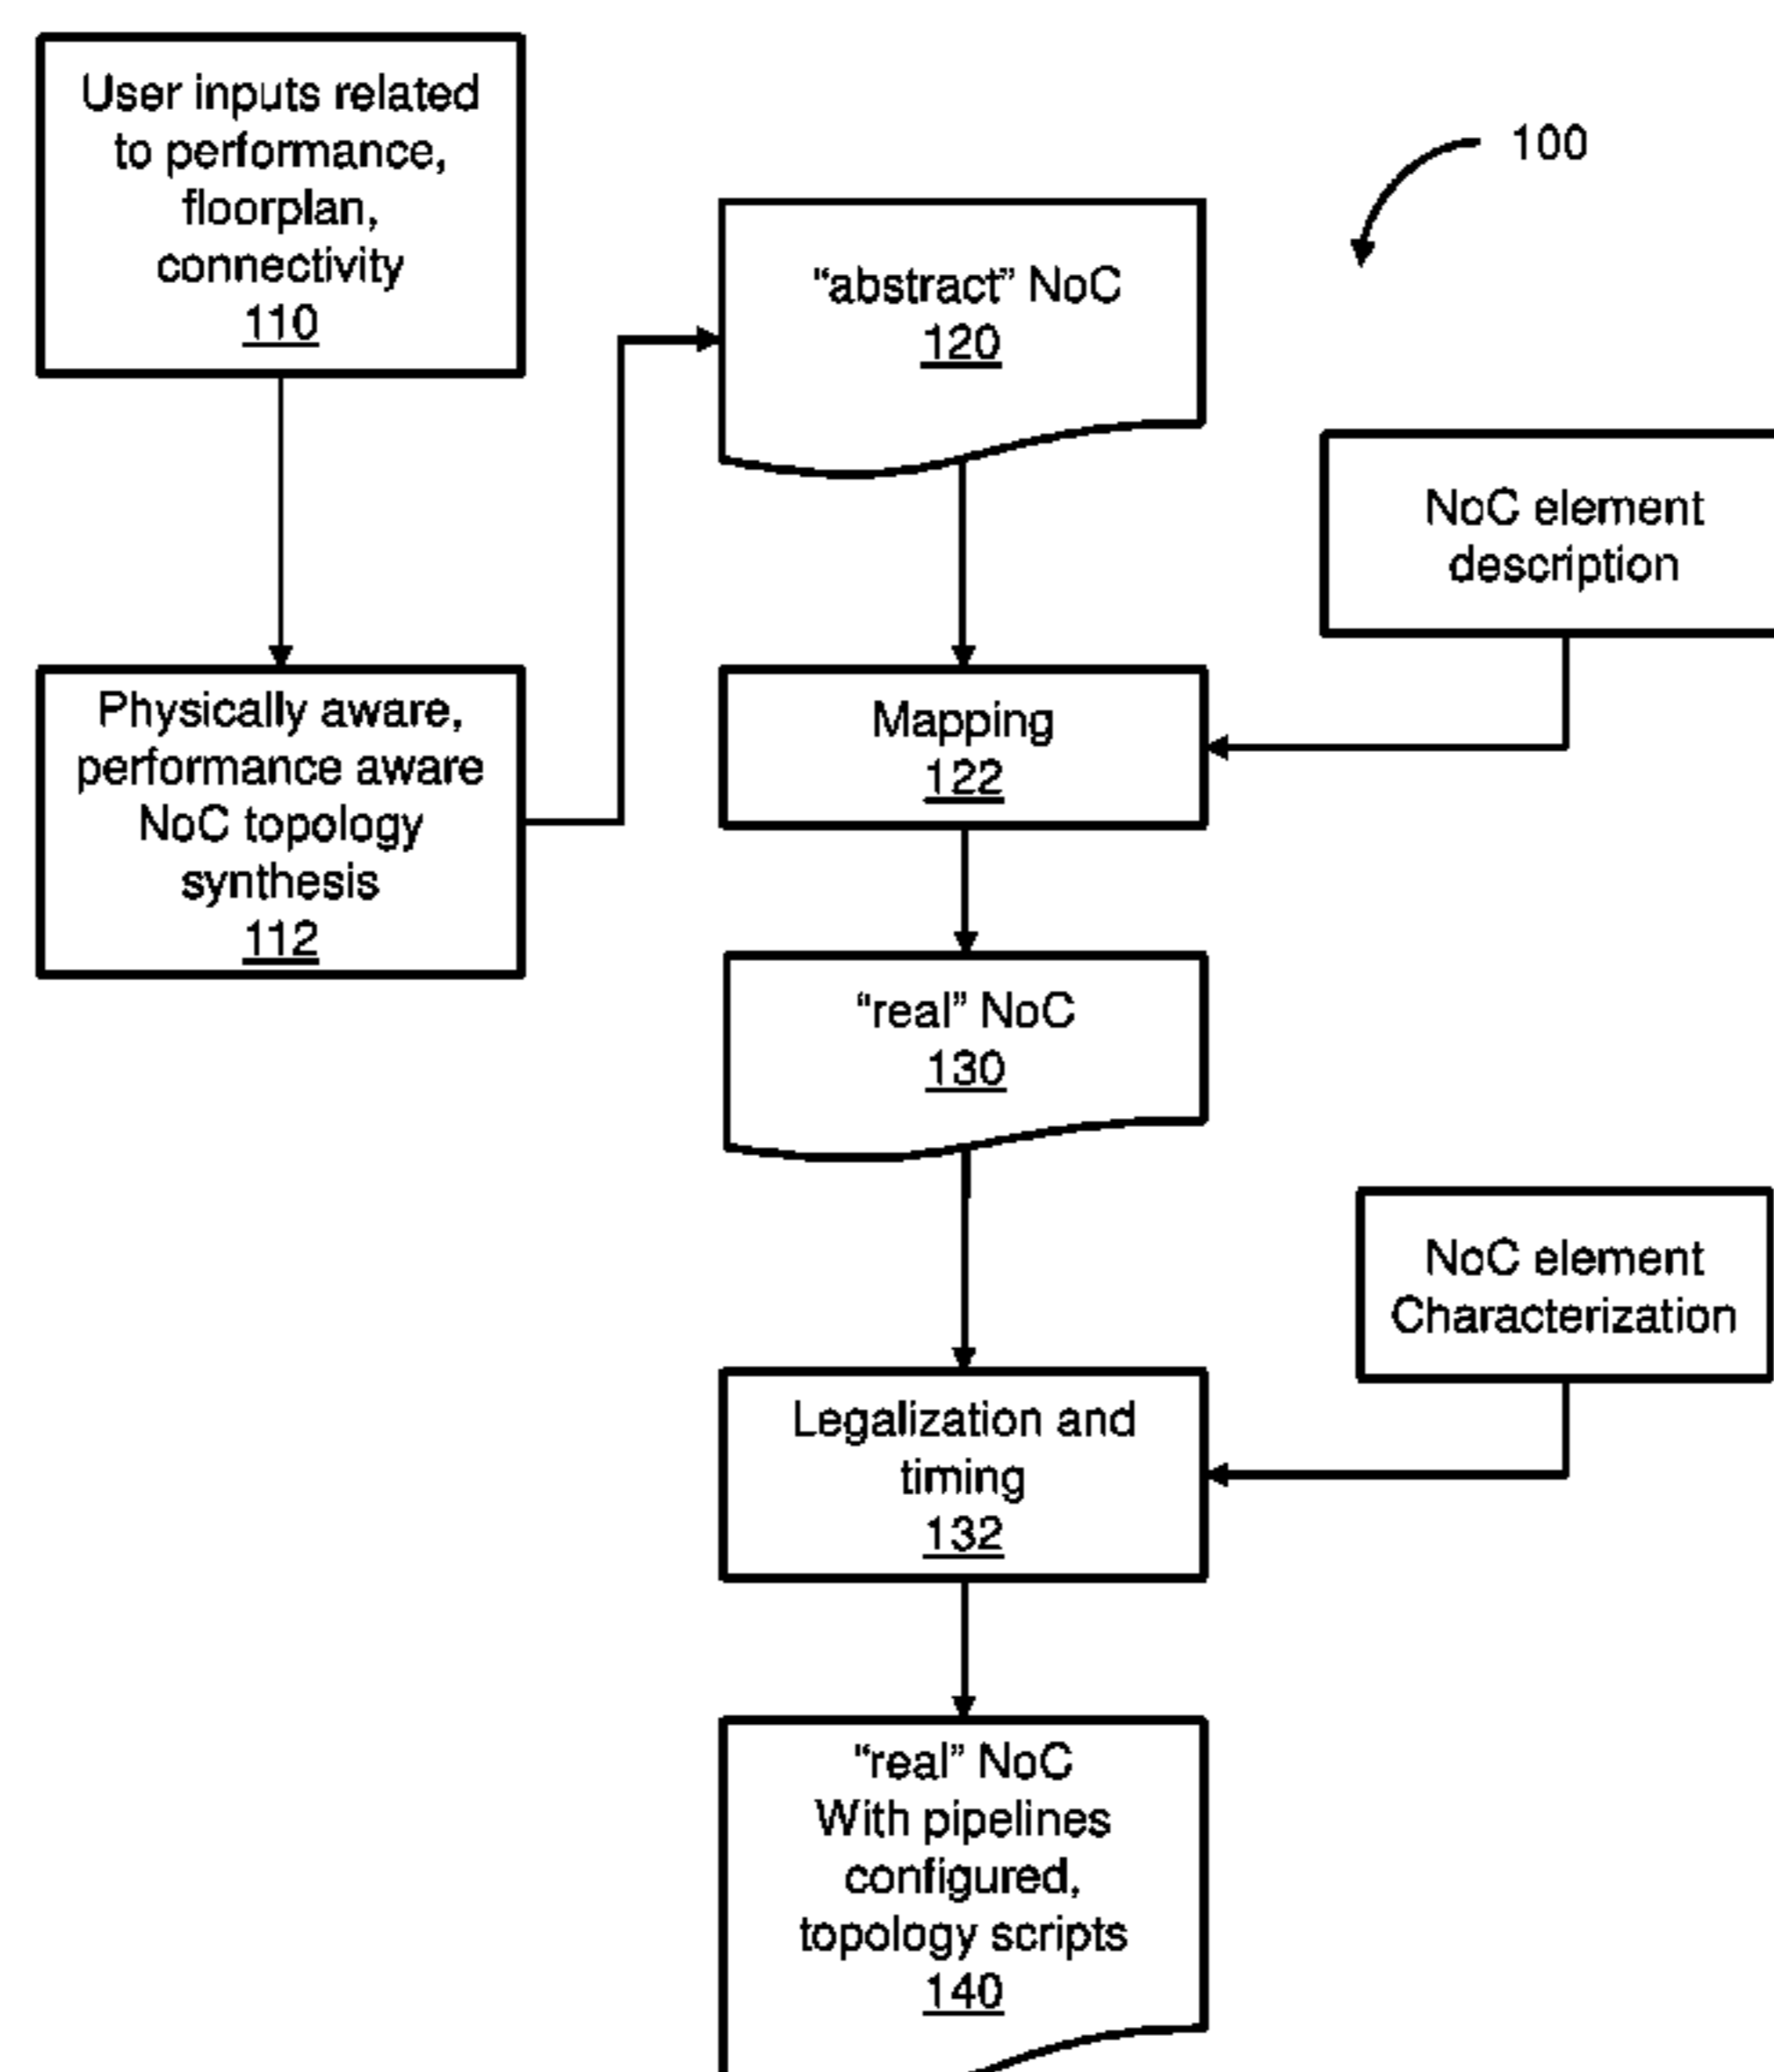 User inputs related
to performance,
floorplan,
connectivity
110
100
“abstract” NoC
120
NoC element
description
Physically aware,
performance aware
NoC topology
synthesis
112
Mapping
122
“real” NoC
130
NoC element
Characterization
Legalization and
timing
132
“real” NoC
With pipelines
configured,
topology scripts
140